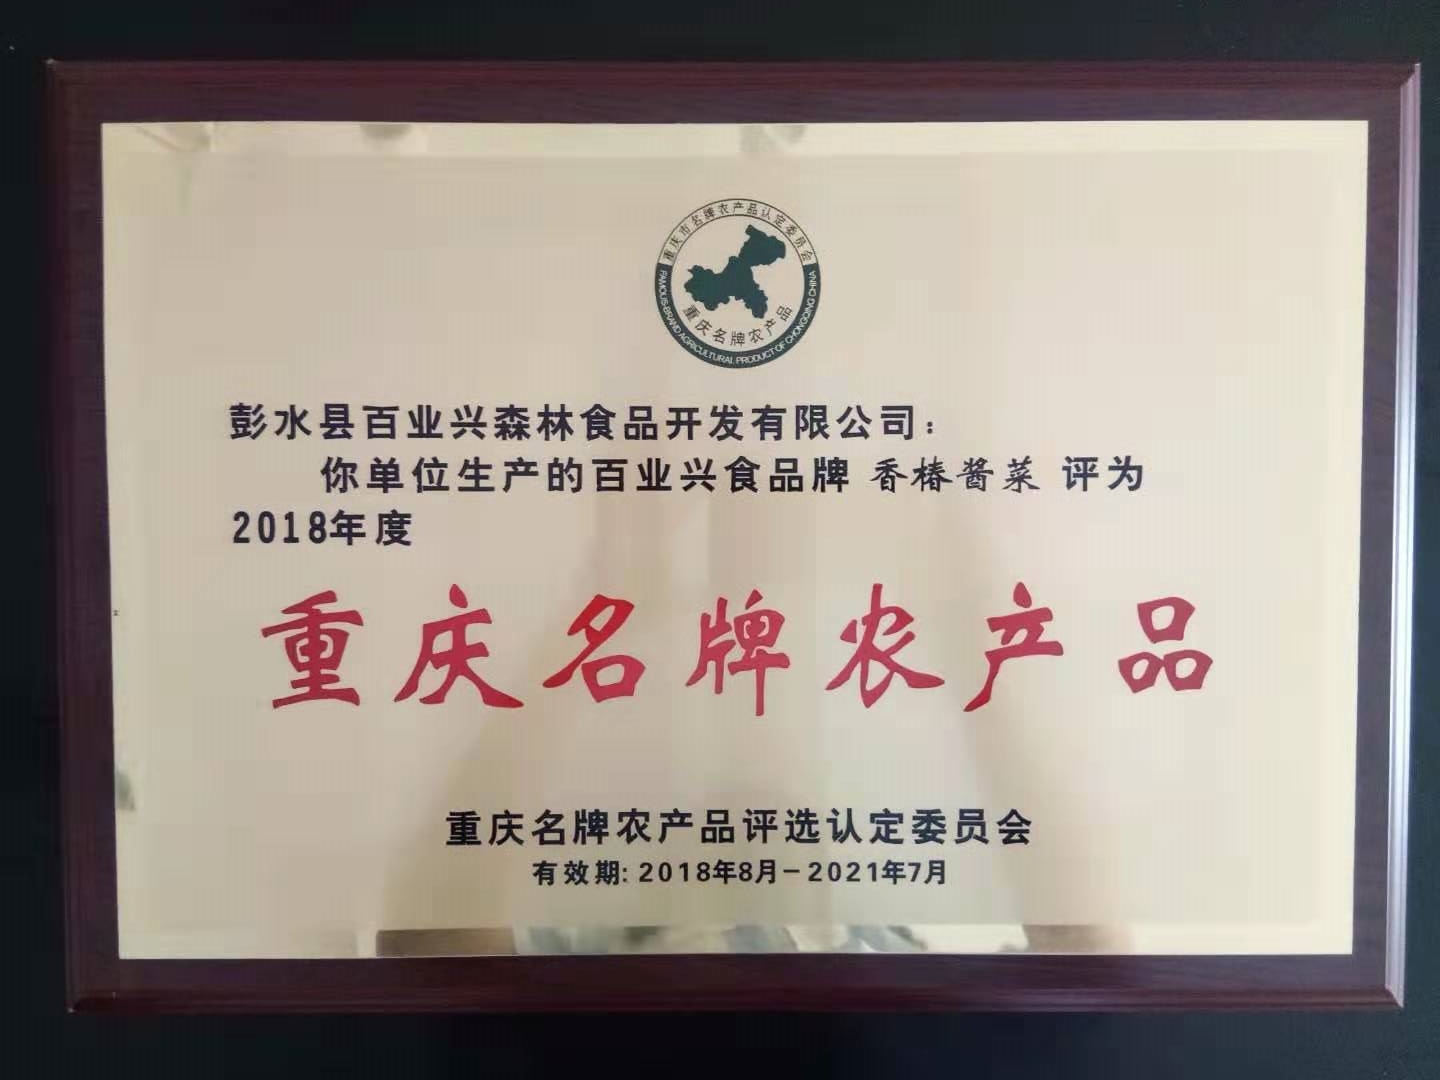 重庆市名牌农产品认定委员会
重庆名牌农产品
FAMOUS-BRAND AGRICULTURAL PRODUCT OF CHONGQING CHINA
彭水县百业兴森林食品开发有限公司：
你单位生产的百业兴食品牌 香椿酱菜 评为
2018年度
重庆名牌农产品
重庆名牌农产品评选认定委员会
有效期: 2018年8月－2021年7月